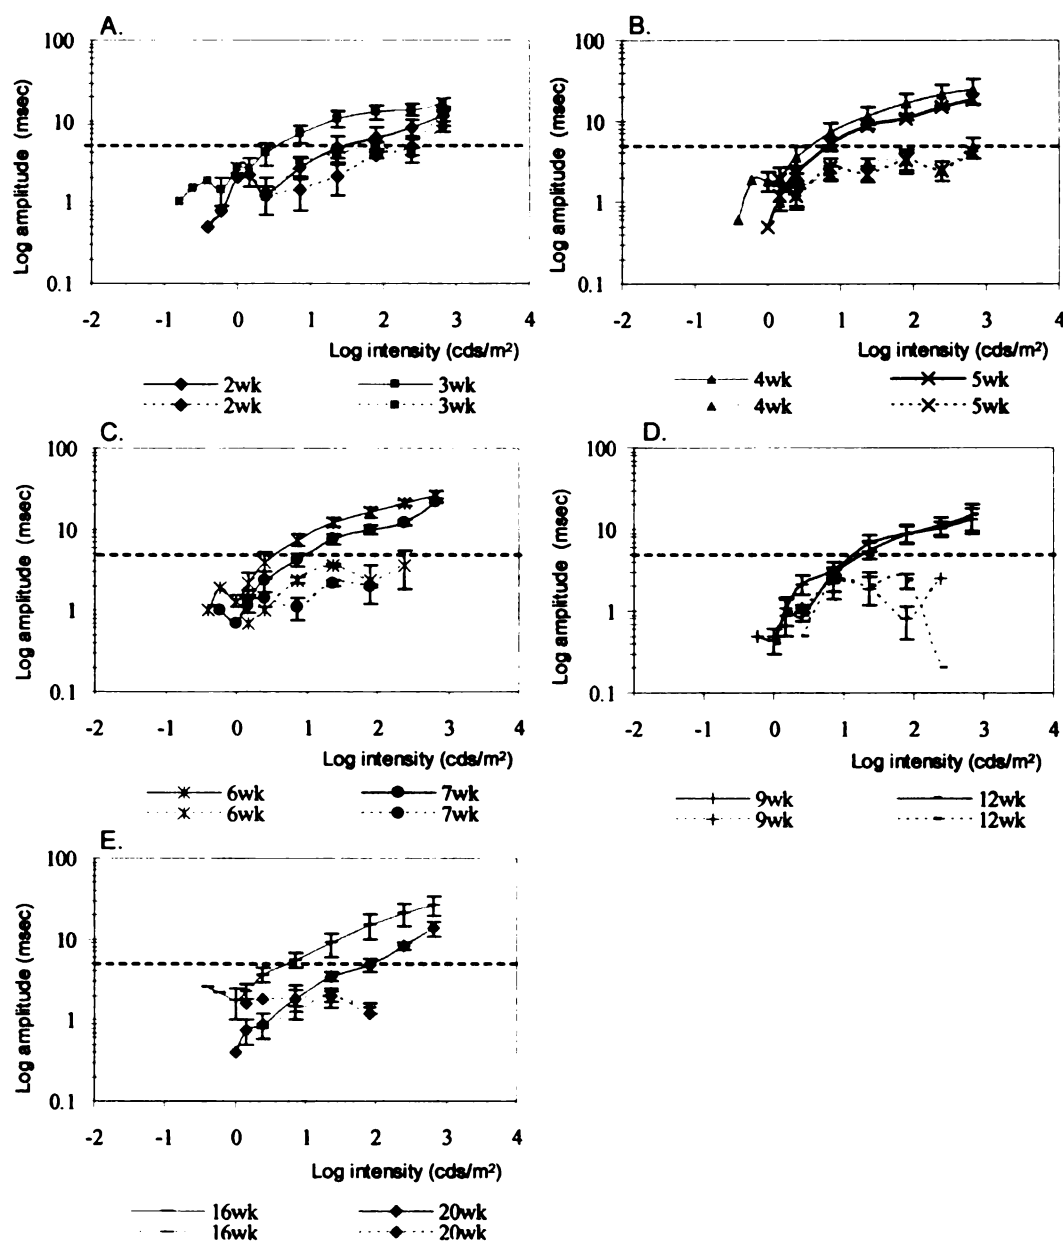 A.
100
10
1
0.1
Log amplitude (msec)
-2 -1 0 1 2 3 4
Log intensity (cds/m²)
2wk 3wk
2wk 3wk
B.
100
10
1
0.1
Log amplitude (msec)
-2 -1 0 1 2 3 4
Log intensity (cds/m²)
4wk 5wk
4wk 5wk
C.
100
10
1
0.1
Log amplitude (msec)
-2 -1 0 1 2 3 4
Log intensity (cds/m²)
6wk 7wk
6wk 7wk
D.
100
10
1
0.1
Log amplitude (msec)
-2 -1 0 1 2 3 4
Log intensity (cds/m²)
9wk 12wk
9wk 12wk
E.
100
10
1
0.1
Log amplitude (msec)
-2 -1 0 1 2 3 4
Log intensity (cds/m²)
16wk 20wk
16wk 20wk